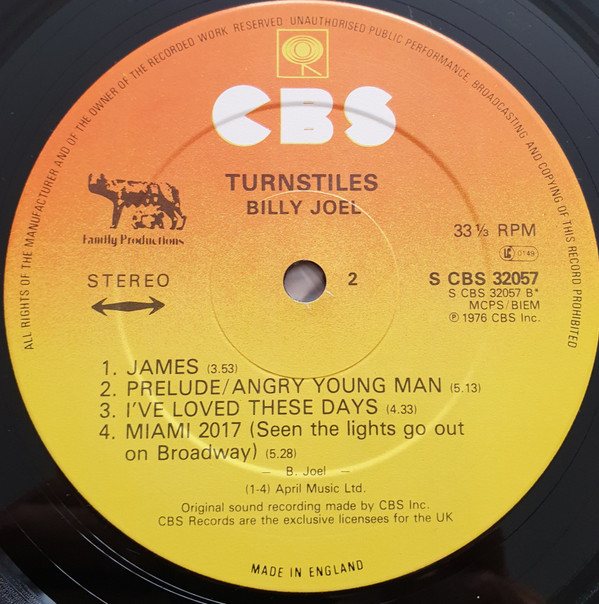 ALL RIGHTS OF THE MANUFACTURER AND OF THE OWNER OF THE RECORDED WORK RESERVED UNAUTHORISED PUBLIC PERFORMANCE, BROADCASTING AND COPYING OF THIS RECORD PROHIBITED
CBS
TURNSTILES
BILLY JOEL
Family Productions
33 ⅓ RPM
LC 0149
STEREO
2
S CBS 32057
S CBS 32057 B*
MCPS/BIEM
℗ 1976 CBS Inc.
1. JAMES (3.53)
2. PRELUDE/ANGRY YOUNG MAN (5.13)
3. I'VE LOVED THESE DAYS (4.33)
4. MIAMI 2017 (Seen the lights go out
on Broadway) (5.28)
— B. Joel —
(1-4) April Music Ltd.
Original sound recording made by CBS Inc.
CBS Records are the exclusive licensees for the UK
MADE IN ENGLAND